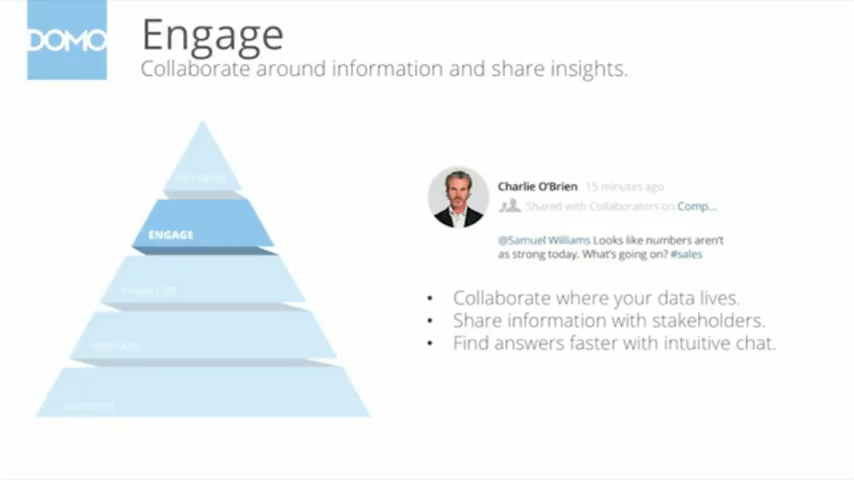 DOMO
Engage
Collaborate around information and share insights.
ENGAGE
Charlie O'Brien 15 minutes ago
Shared with Collaborators on Comp...
@Samuel Williams Looks like numbers aren't
as strong today. What's going on? #sales
• Collaborate where your data lives.
• Share information with stakeholders.
• Find answers faster with intuitive chat.